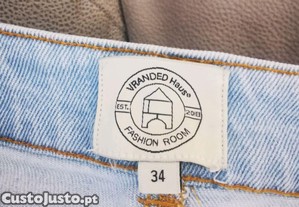 VRANDED Haus®
EST. 2013
FASHION ROOM
34
CustoJusto.pt